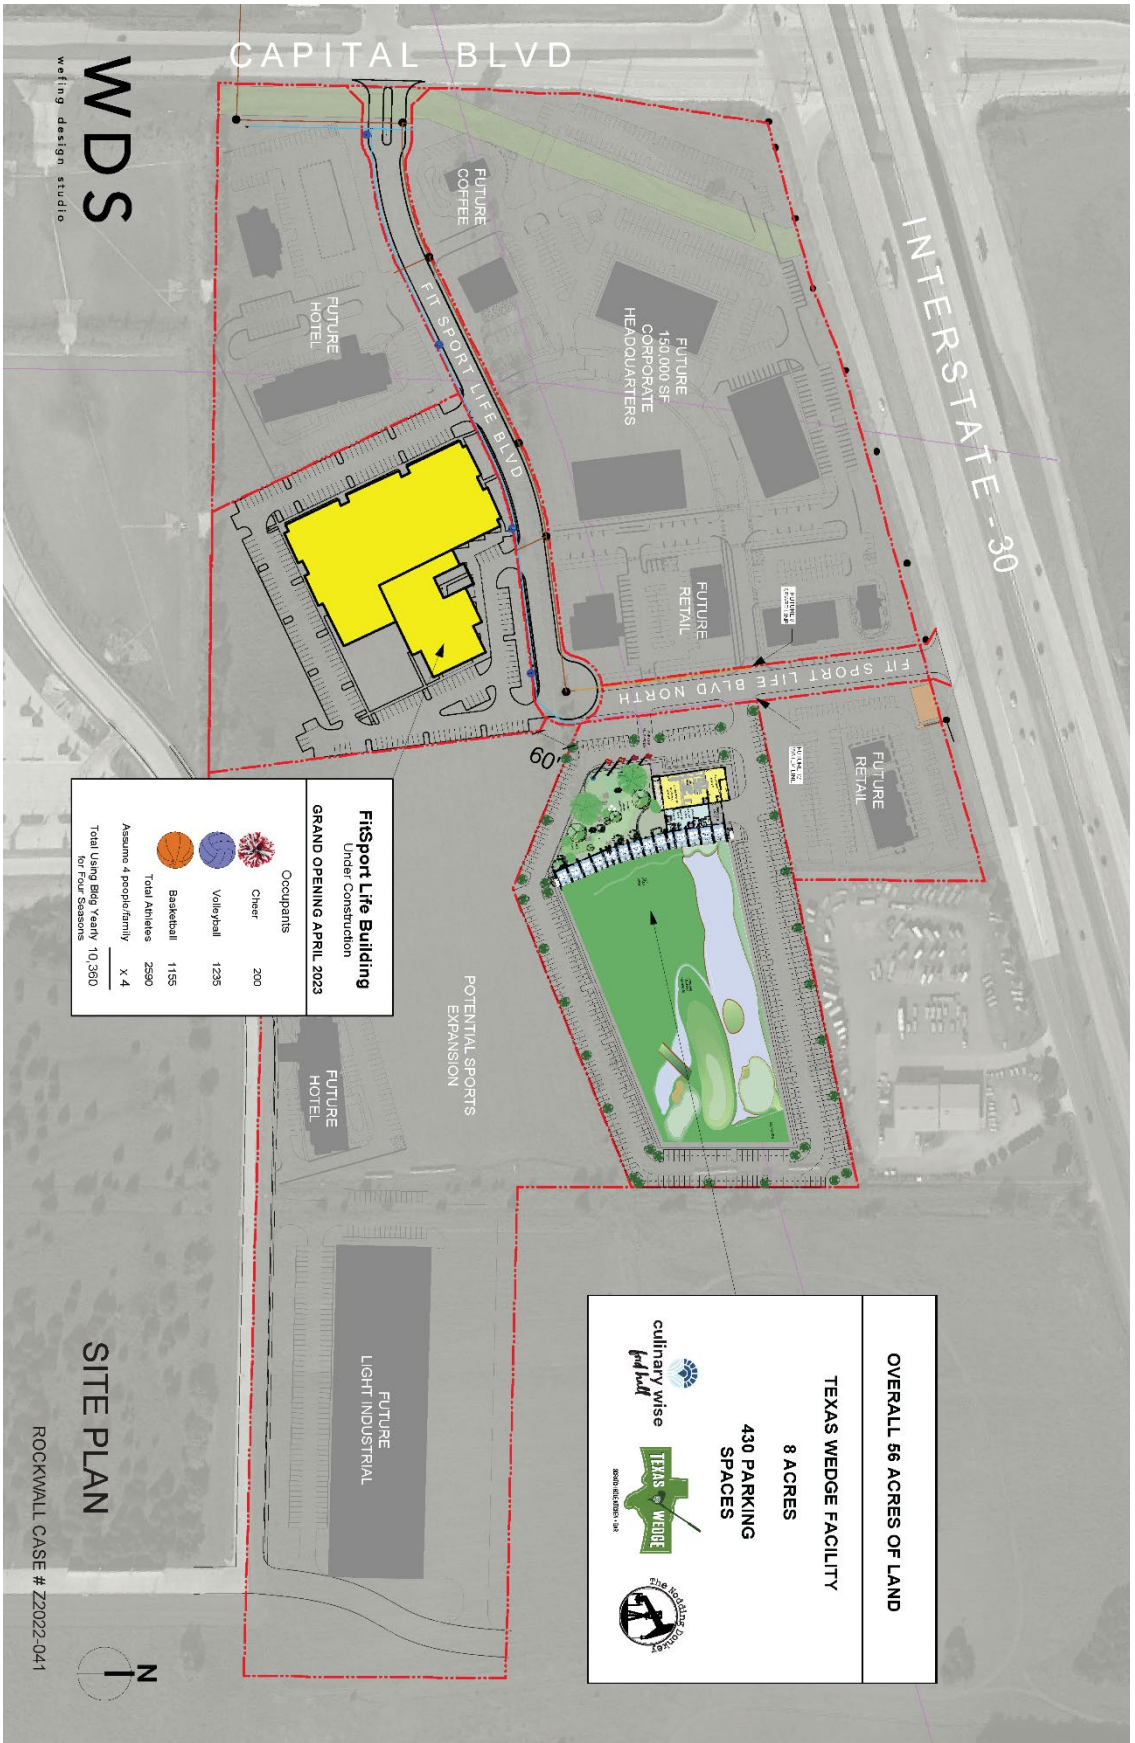 CAPITAL BLVD
INTERSTATE-30
WDS
wefing design studio
FUTURE
COFFEE
FIT SPORT LIFE BLVD
FUTURE
HOTEL
FUTURE
150,000 SF
CORPORATE
HEADQUARTERS
FUTURE
RETAIL
FIT SPORT LIFE BLVD NORTH
FUTURE
RETAIL
60'
FitSport Life Building
Under Construction
GRAND OPENING APRIL 2023
Occupants
Cheer 200
Volleyball 1235
Basketball 1155
Total Athletes 2590
Assume 4 people/family x 4
Total Using Bldg Yearly 10,360
for Four Seasons
POTENTIAL SPORTS
EXPANSION
FUTURE
HOTEL
FUTURE
LIGHT INDUSTRIAL
OVERALL 56 ACRES OF LAND
TEXAS WEDGE FACILITY
8 ACRES
430 PARKING
SPACES
culinary wise
food hall
TEXAS WEDGE
The Nodding Donkey
SITE PLAN
ROCKWALL CASE # Z2022-041
N